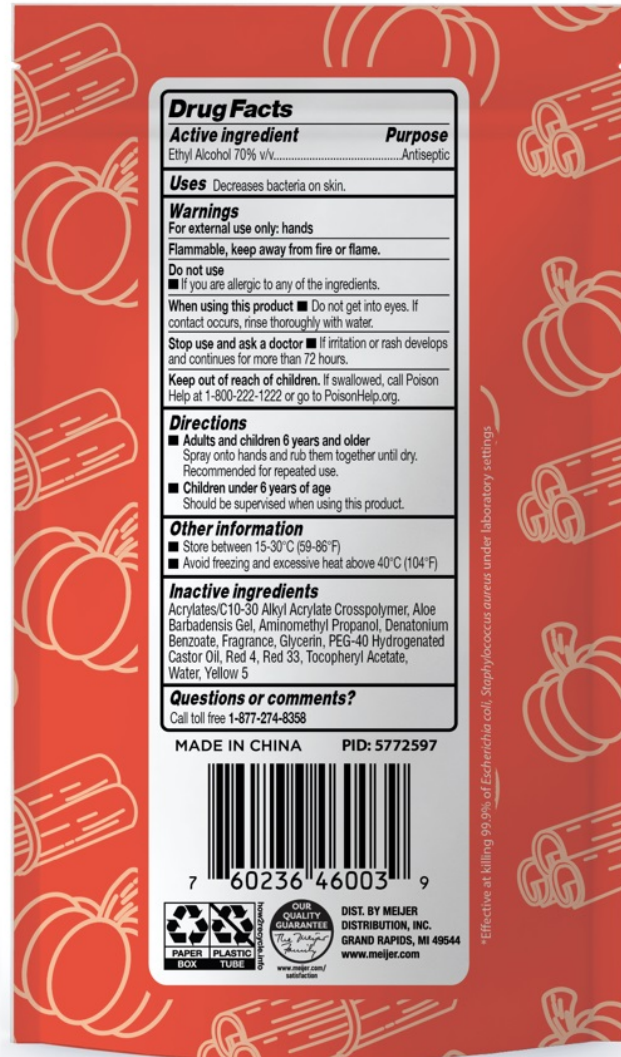 Drug Facts
Active ingredient Purpose
Ethyl Alcohol 70% v/v............................................Antiseptic
Uses Decreases bacteria on skin.
Warnings
For external use only: hands
Flammable, keep away from fire or flame.
Do not use
■ If you are allergic to any of the ingredients.
When using this product ■ Do not get into eyes. If
contact occurs, rinse thoroughly with water.
Stop use and ask a doctor ■ If irritation or rash develops
and continues for more than 72 hours.
Keep out of reach of children. If swallowed, call Poison
Help at 1-800-222-1222 or go to PoisonHelp.org.
Directions
■ Adults and children 6 years and older
Spray onto hands and rub them together until dry.
Recommended for repeated use.
■ Children under 6 years of age
Should be supervised when using this product.
Other information
■ Store between 15-30°C (59-86°F)
■ Avoid freezing and excessive heat above 40°C (104°F)
Inactive ingredients
Acrylates/C10-30 Alkyl Acrylate Crosspolymer, Aloe
Barbadensis Gel, Aminomethyl Propanol, Denatonium
Benzoate, Fragrance, Glycerin, PEG-40 Hydrogenated
Castor Oil, Red 4, Red 33, Tocopheryl Acetate,
Water, Yellow 5
Questions or comments?
Call toll free 1-877-274-8358
MADE IN CHINA PID: 5772597
7 60236 46003 9
PAPER
BOX
PLASTIC
TUBE
how2recycle.info
OUR
QUALITY
GUARANTEE
The Meijer
Family
www.meijer.com/
satisfaction
DIST. BY MEIJER
DISTRIBUTION, INC.
GRAND RAPIDS, MI 49544
www.meijer.com
*Effective at killing 99.9% of Escherichia coli, Staphylococcus aureus under laboratory settings